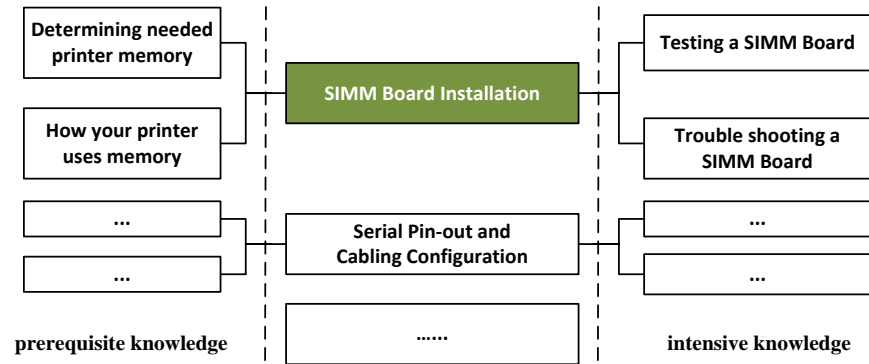 Determining needed
printer memory
How your printer
uses memory
...
...
prerequisite knowledge
SIMM Board Installation
Serial Pin-out and
Cabling Configuration
......
Testing a SIMM Board
Trouble shooting a
SIMM Board
...
...
intensive knowledge